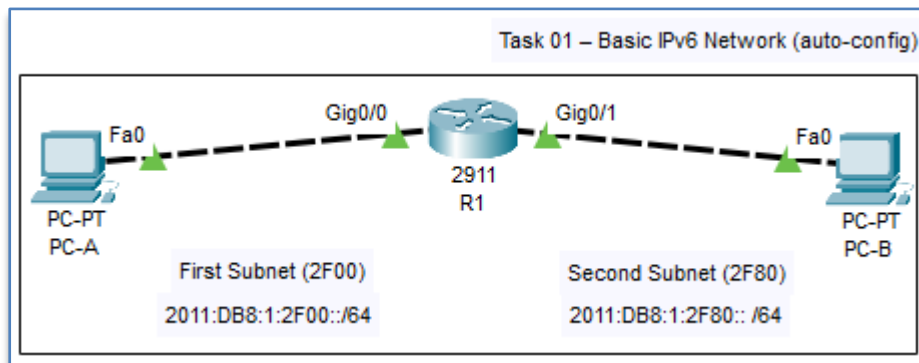 Task 01 – Basic IPv6 Network (auto-config)
Gig0/0
Gig0/1
Fa0
Fa0
2911
R1
PC-PT
PC-A
PC-PT
PC-B
First Subnet (2F00)
2011:DB8:1:2F00::/64
Second Subnet (2F80)
2011:DB8:1:2F80:: /64